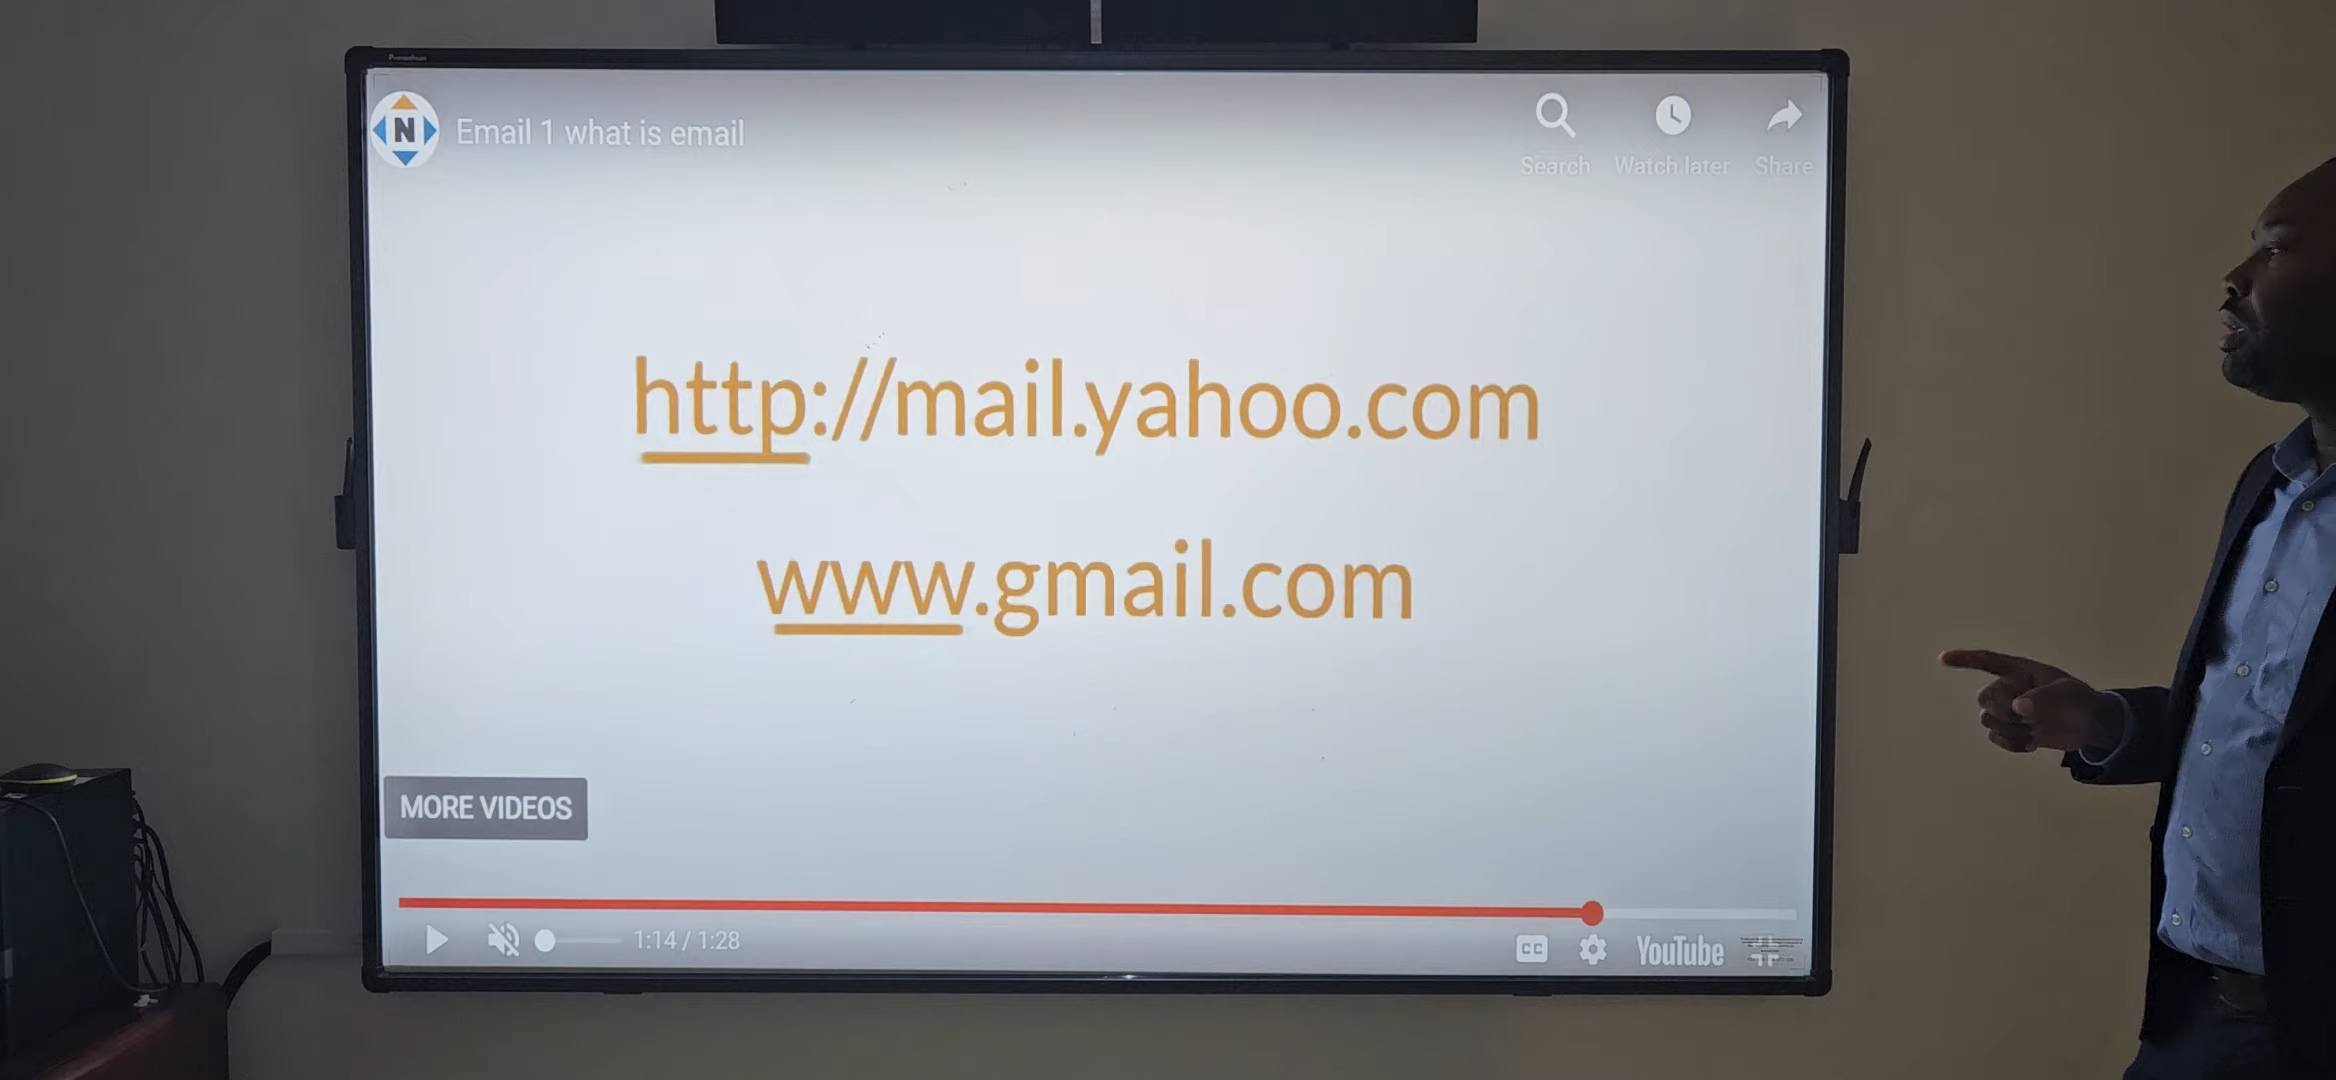 Promethean
N
Email 1 what is email
Search
Watch later
Share
http://mail.yahoo.com
www.gmail.com
MORE VIDEOS
1:14 / 1:28
CC
YouTube